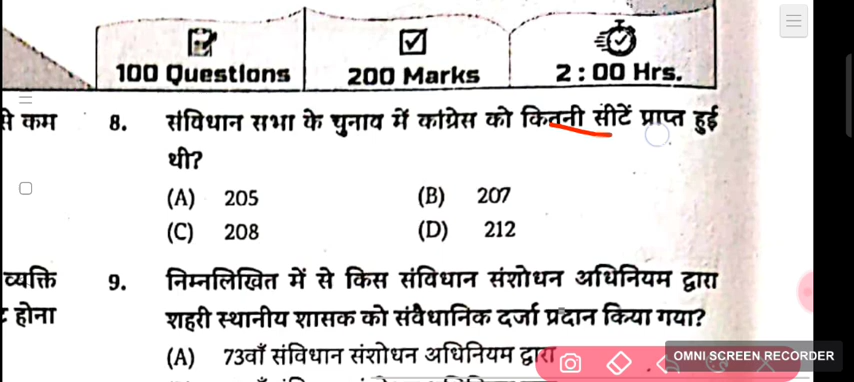 100 Questions
200 Marks
2 : 00 Hrs.
से कम
8. संविधान सभा के चुनाव में कांग्रेस को कितनी सीटें प्राप्त हुई
थी?
(A) 205
(B) 207
(C) 208
(D) 212
व्यक्ति
9. निम्नलिखित में से किस संविधान संशोधन अधिनियम द्वारा
होना
शहरी स्थानीय शासक को संवैधानिक दर्जा प्रदान किया गया?
(A) 73वाँ संविधान संशोधन अधिनियम द्वारा
OMNI SCREEN RECORDER